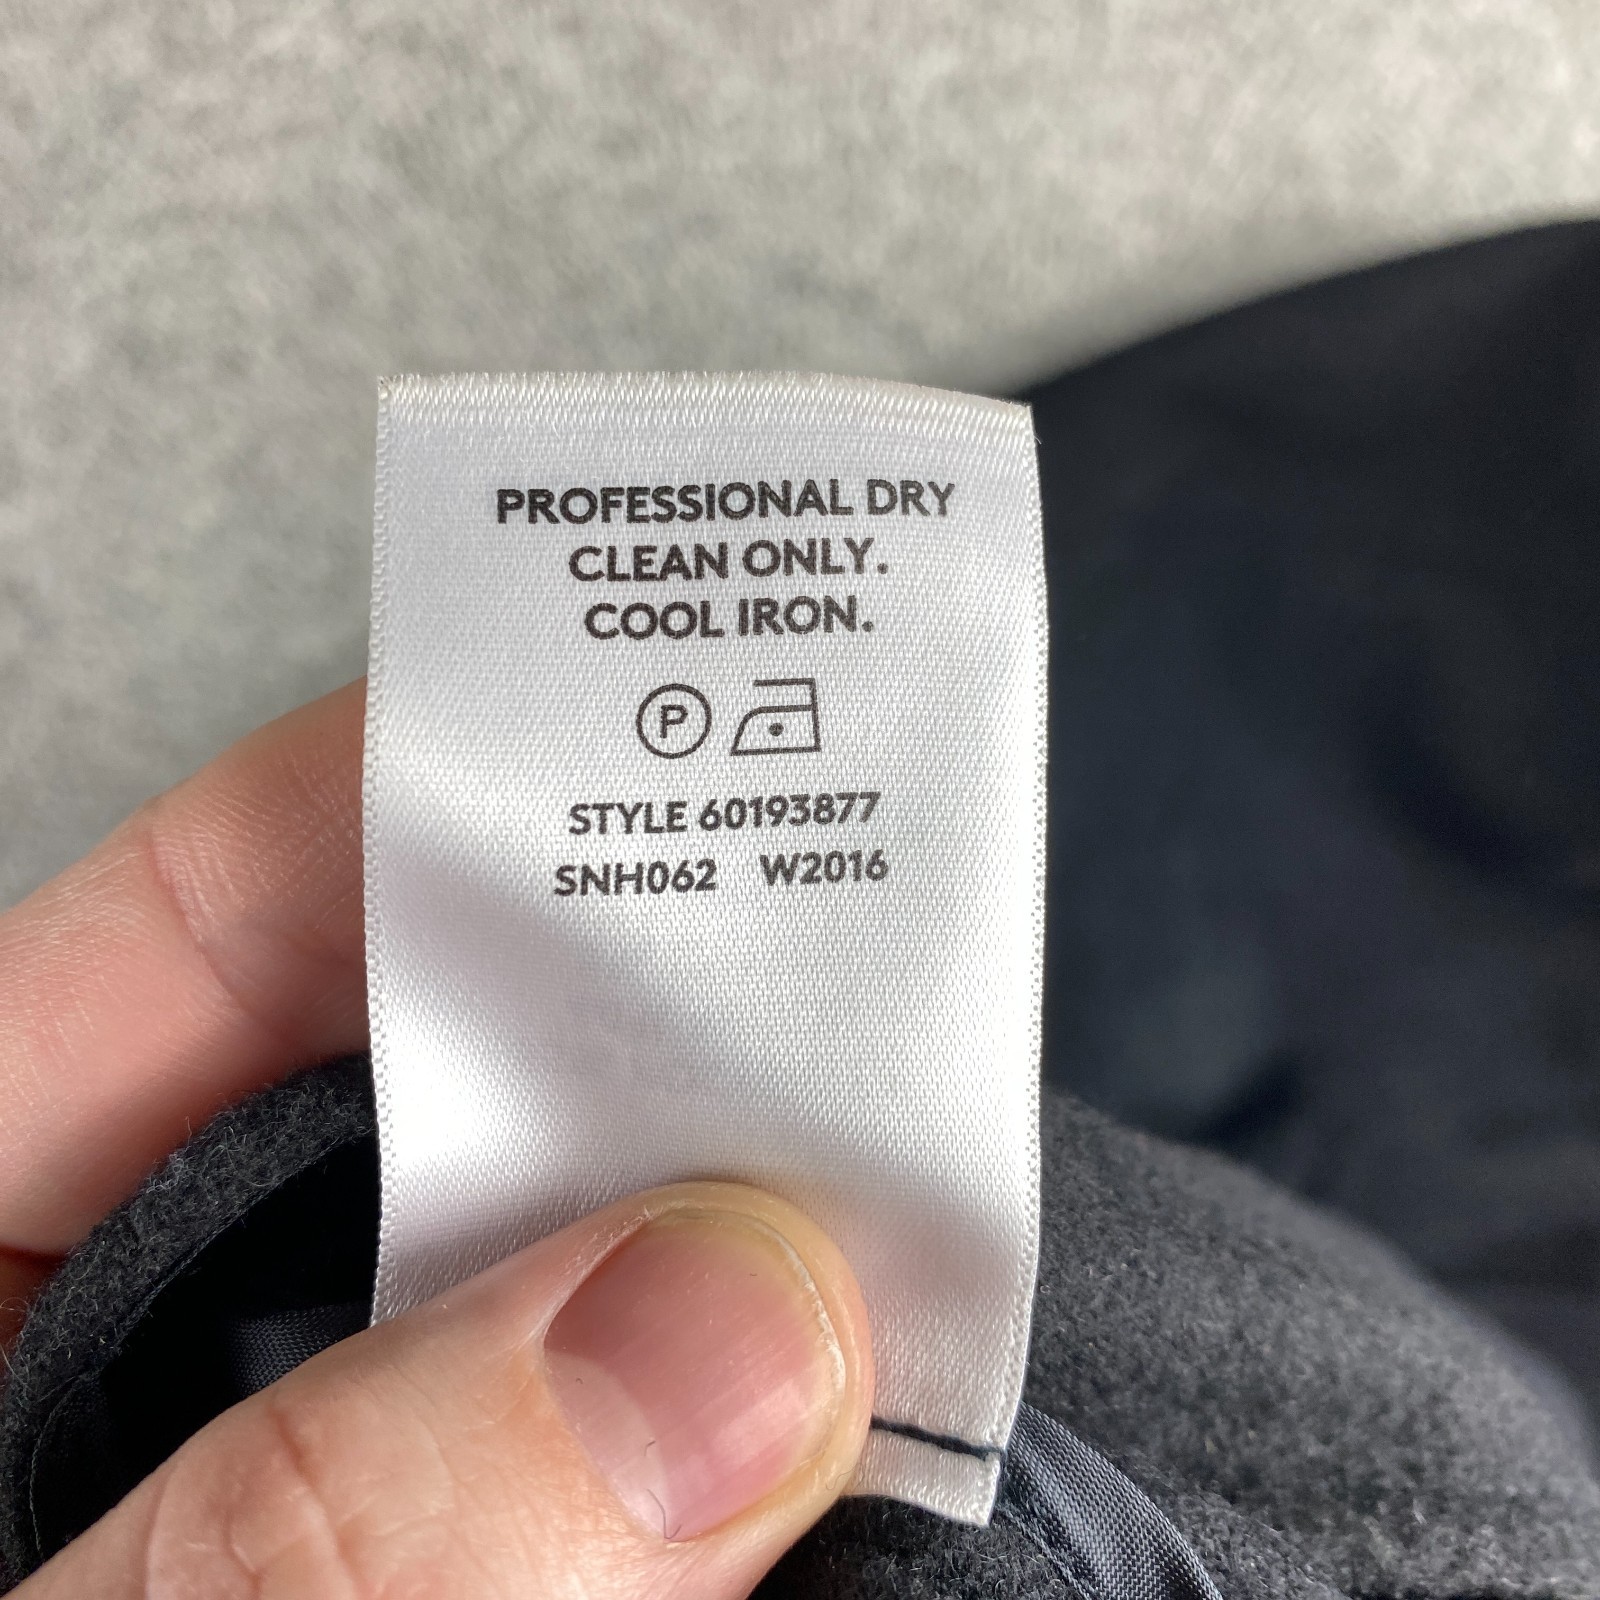 PROFESSIONAL DRY
CLEAN ONLY.
COOL IRON.
P
STYLE 60193877
SNH062 W2016